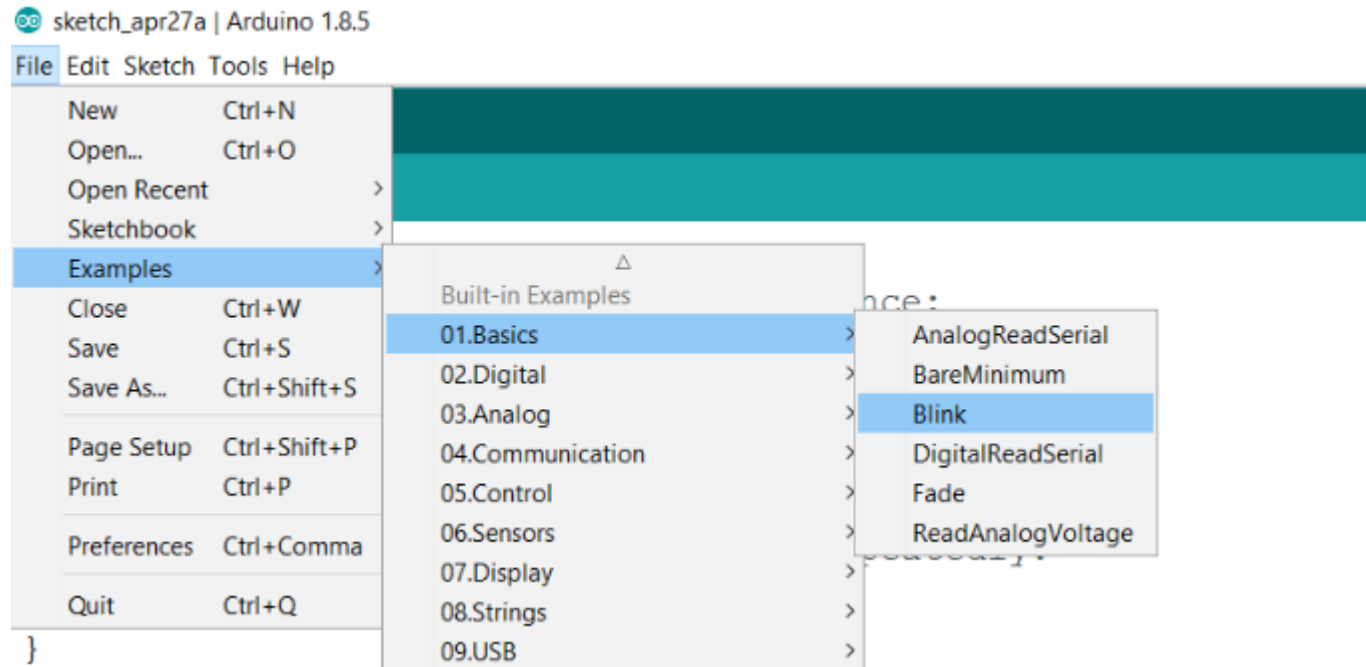 sketch_apr27a | Arduino 1.8.5
File Edit Sketch Tools Help
New Ctrl+N
Open... Ctrl+O
Open Recent
Sketchbook
Examples
Close Ctrl+W
Save Ctrl+S
Save As... Ctrl+Shift+S
Page Setup Ctrl+Shift+P
Print Ctrl+P
Preferences Ctrl+Comma
Quit Ctrl+Q
}
Built-in Examples
01.Basics
02.Digital
03.Analog
04.Communication
05.Control
06.Sensors
07.Display
08.Strings
09.USB
nce:
AnalogReadSerial
BareMinimum
Blink
DigitalReadSerial
Fade
ReadAnalogVoltage